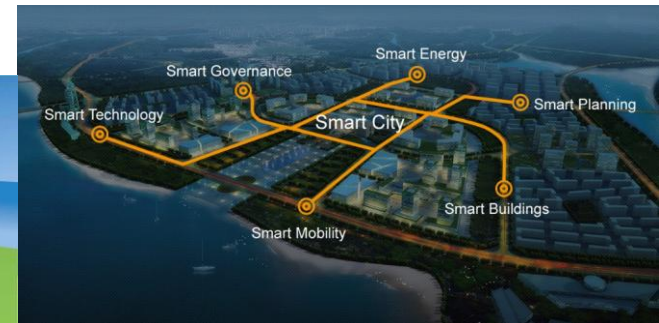 Smart Energy
Smart Governance
Smart Planning
Smart Technology
Smart City
Smart Buildings
Smart Mobility